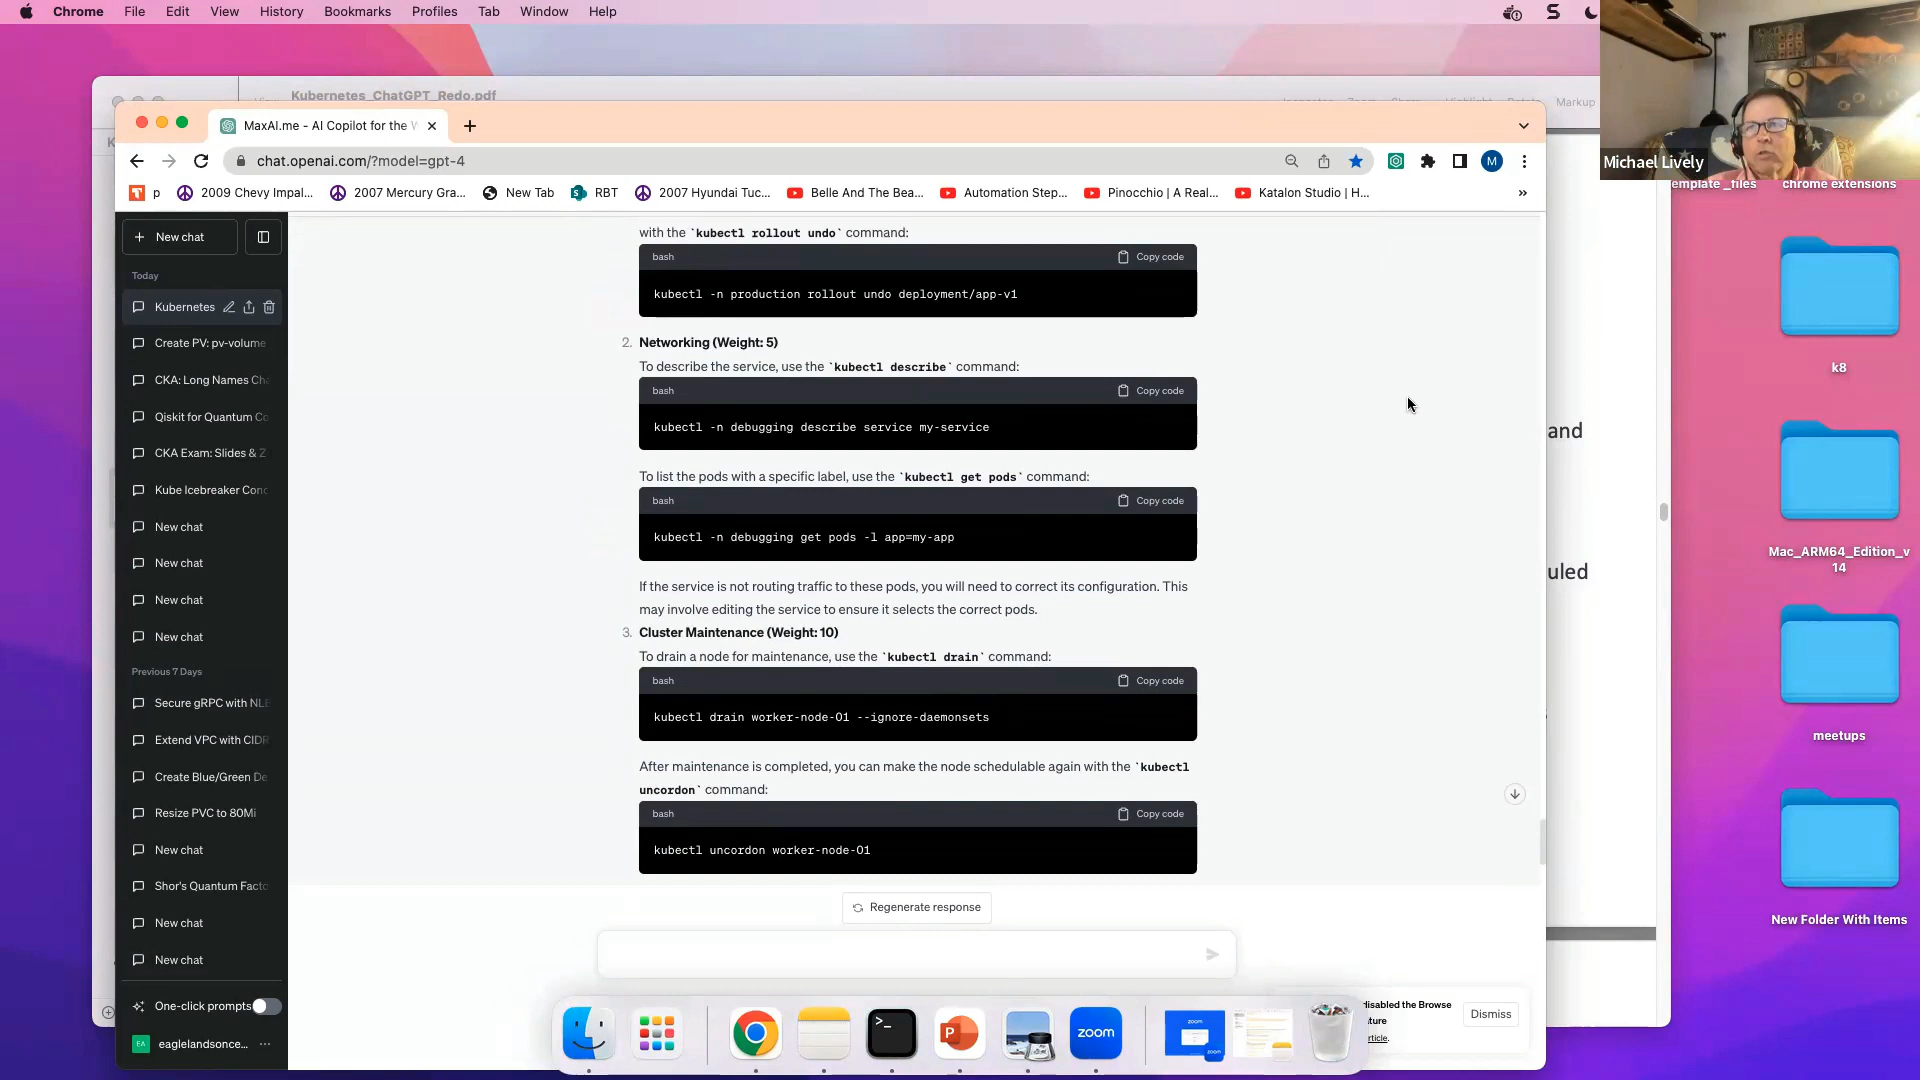 Chrome File Edit View History Bookmarks Profiles Tab Window Help
Kubernetes_ChatGPT_Redo.pdf
Markup
MaxAI.me - AI Copilot for the W
chat.openai.com/?model=gpt-4
M
p 2009 Chevy Impal... 2007 Mercury Gra... New Tab RBT 2007 Hyundai Tuc... Belle And The Bea... Automation Step... Pinocchio | A Real... Katalon Studio | H... »
Michael Lively
emplate _files
chrome extensions
k8
Mac_ARM64_Edition_v
14
meetups
New Folder With Items
New chat
Today
Kubernetes
Create PV: pv-volume
CKA: Long Names Cha
Qiskit for Quantum Co
CKA Exam: Slides & Z
Kube Icebreaker Conc
New chat
New chat
New chat
New chat
Previous 7 Days
Secure gRPC with NLB
Extend VPC with CIDR
Create Blue/Green De
Resize PVC to 80Mi
New chat
Shor's Quantum Facto
New chat
New chat
One-click prompts
EA eaglelandsonce... ...
with the `kubectl rollout undo` command:
bash Copy code
kubectl -n production rollout undo deployment/app-v1
2. Networking (Weight: 5)
To describe the service, use the `kubectl describe` command:
bash Copy code
kubectl -n debugging describe service my-service
To list the pods with a specific label, use the `kubectl get pods` command:
bash Copy code
kubectl -n debugging get pods -l app=my-app
If the service is not routing traffic to these pods, you will need to correct its configuration. This
may involve editing the service to ensure it selects the correct pods.
3. Cluster Maintenance (Weight: 10)
To drain a node for maintenance, use the `kubectl drain` command:
bash Copy code
kubectl drain worker-node-01 --ignore-daemonsets
After maintenance is completed, you can make the node schedulable again with the `kubectl
uncordon` command:
bash Copy code
kubectl uncordon worker-node-01
Regenerate response
and
uled
disabled the Browse
ature
rticle.
Dismiss
zoom
zoom